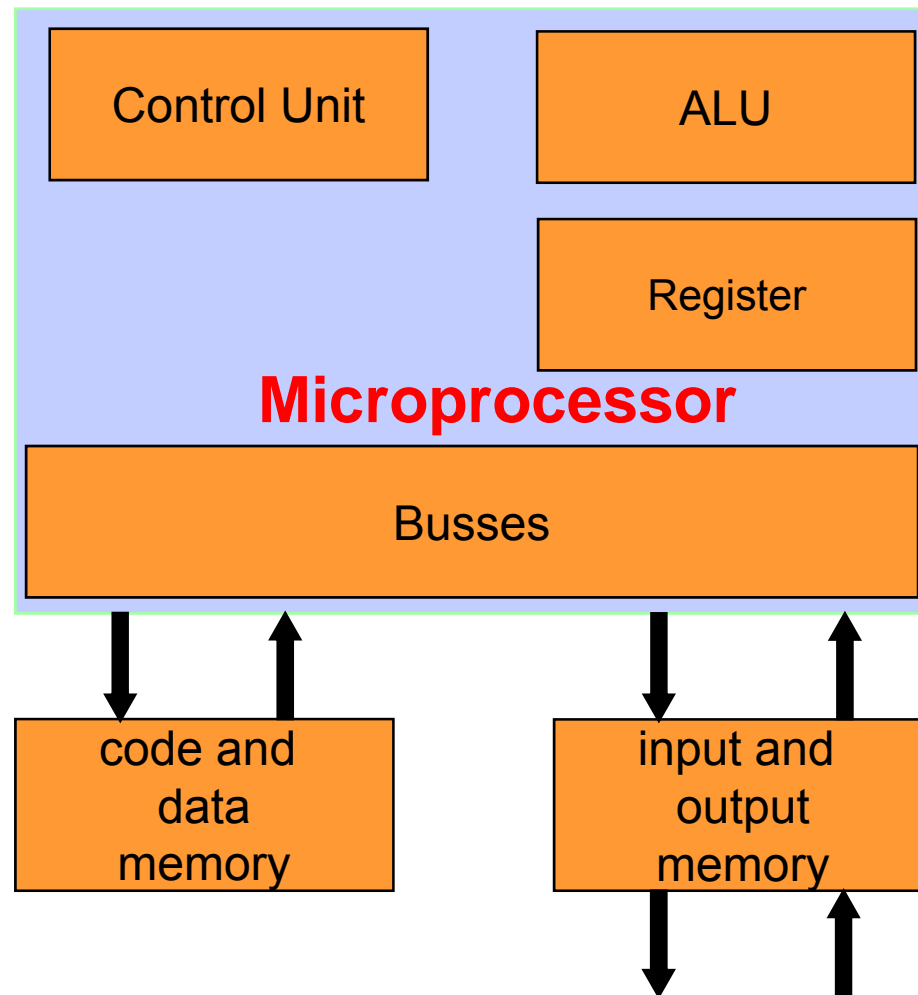 Control Unit
ALU
Register
Microprocessor
Busses
code and
data
memory
input and
output
memory